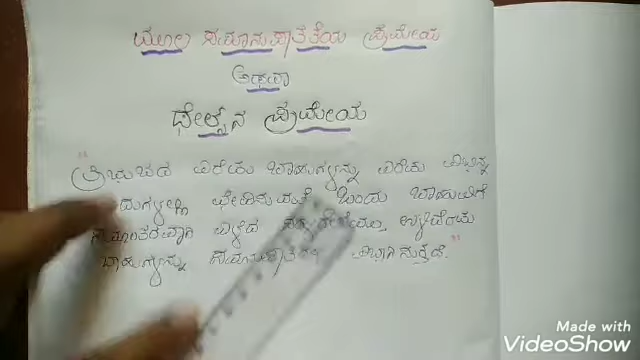 ಮೂಲ ಸಮಾನುಪಾತತೆಯ ಪ್ರಮೇಯ
ಅಥವಾ
ಥೇಲ್ಸ್‌ನ ಪ್ರಮೇಯ
"ತ್ರಿಭುಜದ ಎರಡು ಬಾಹುಗಳನ್ನು ಎರಡು ವಿಭಿನ್ನ
ಛೇದಿಸುವಂತೆ ಒಂದು ಬಾಹುವಿಗೆ
ಸಮಾಂತರವಾಗಿ ಎಳೆದ ಉಳಿದೆರಡು
ಬಾಹುಗಳನ್ನು ವಿಭಾಗಿಸುತ್ತದೆ."
Made with
VideoShow